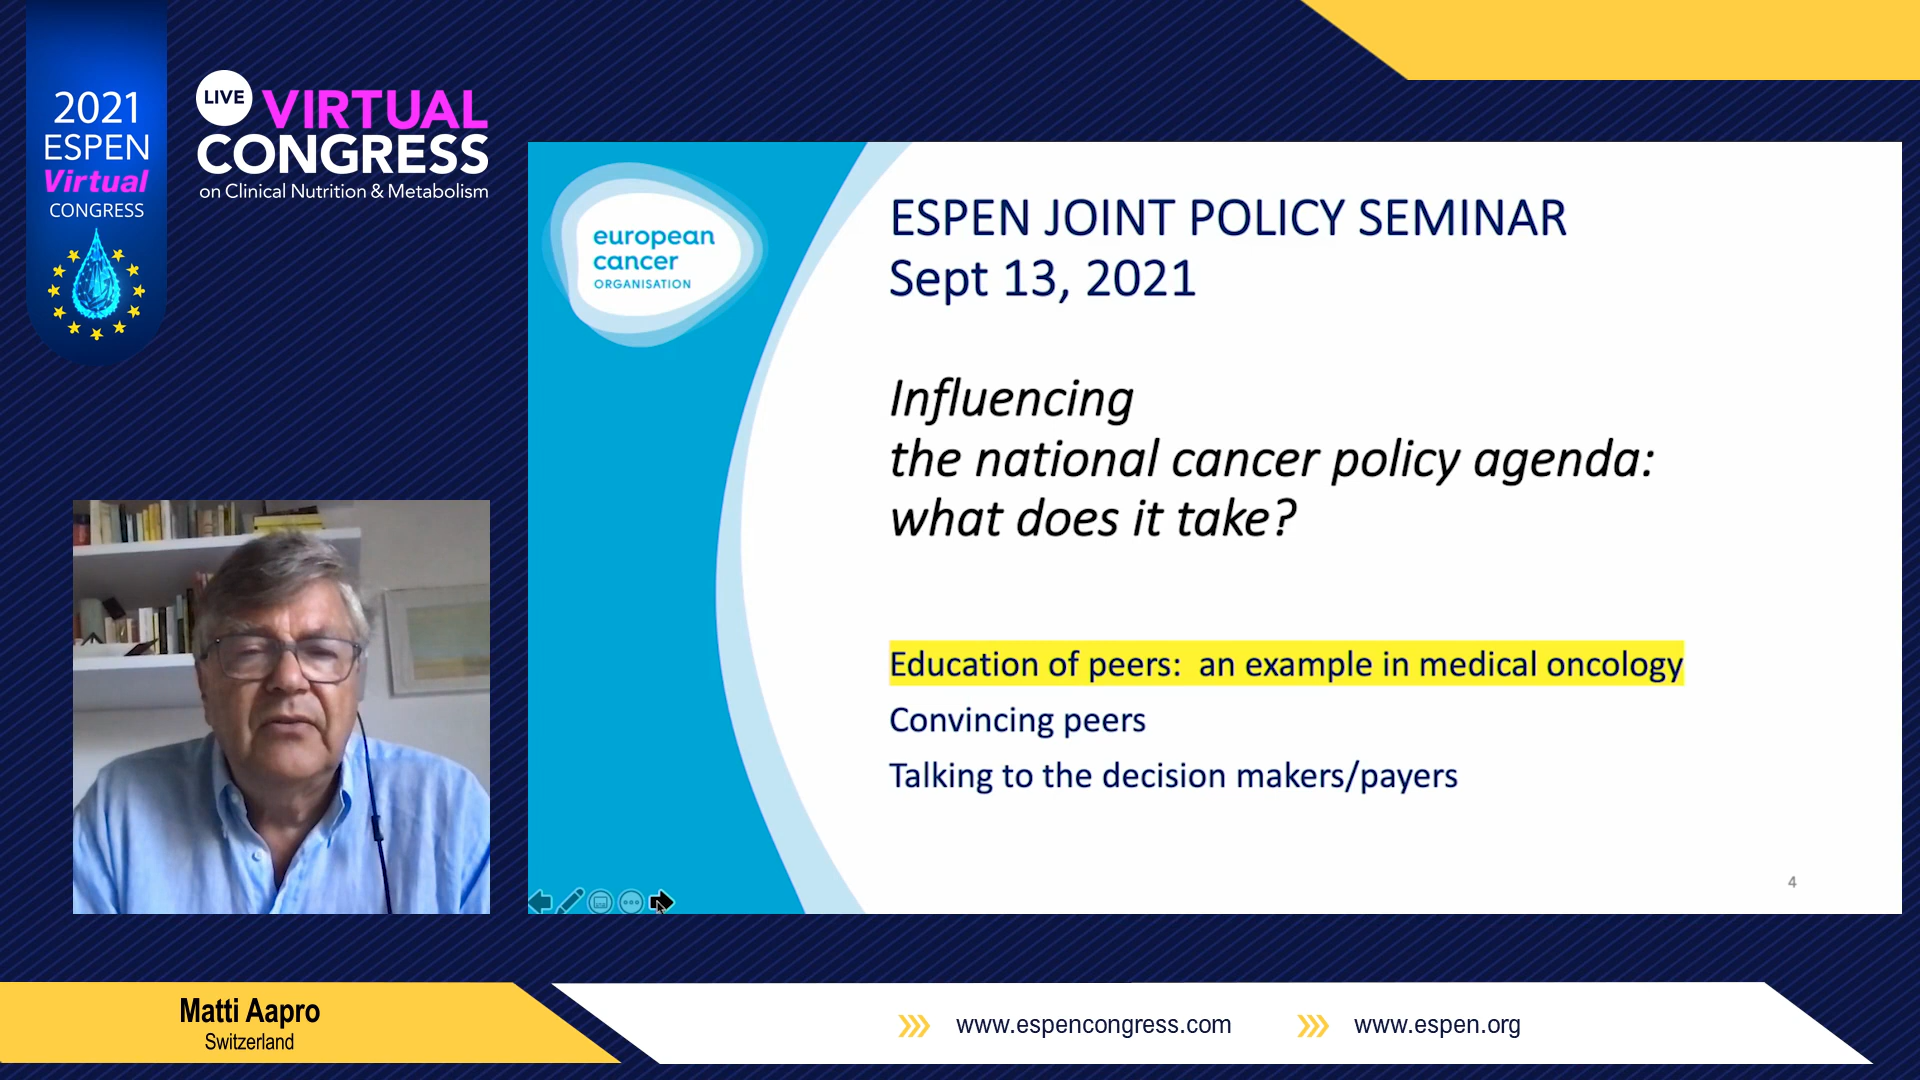 2021
ESPEN
Virtual
CONGRESS
LIVE
VIRTUAL
CONGRESS
on Clinical Nutrition & Metabolism
european
cancer
ORGANISATION
ESPEN JOINT POLICY SEMINAR
Sept 13, 2021
Influencing
the national cancer policy agenda:
what does it take?
Education of peers:  an example in medical oncology
Convincing peers
Talking to the decision makers/payers
4
Matti Aapro
Switzerland
www.espencongress.com
www.espen.org